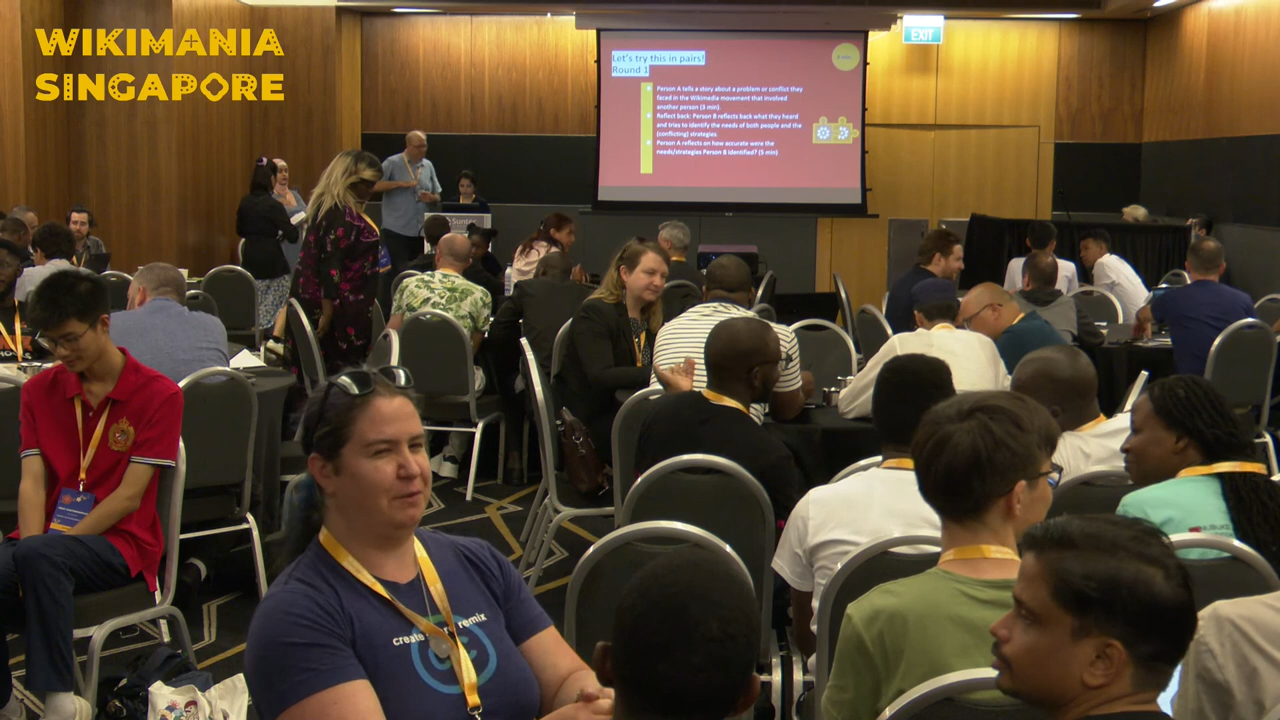 WIKIMANIA
SINGAPORE
EXIT
Let's try this in pairs!
Round 1
Person A tells a story about a problem or conflict they
faced in the Wikimedia movement that involved
another person (3 min).
Reflect back: Person B reflects back what they heard
and tries to identify the needs of both people and the
(conflicting) strategies.
Person A reflects on how accurate were the
needs/strategies Person B identified? (5 min)
Suntec
create remix